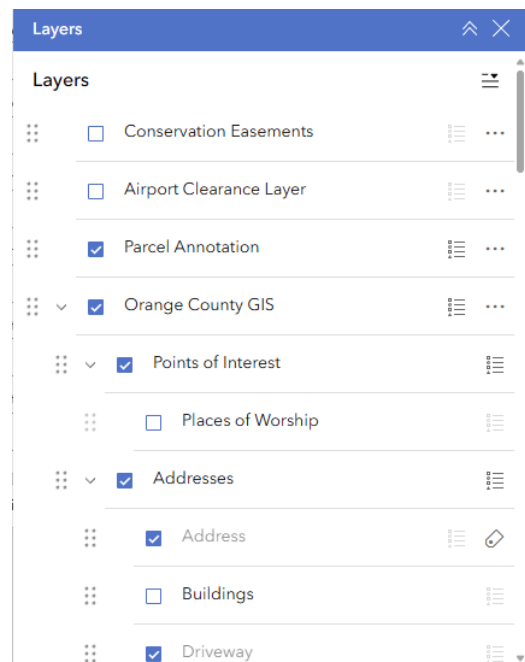 Layers
Layers
Conservation Easements
Airport Clearance Layer
Parcel Annotation
Orange County GIS
Points of Interest
Places of Worship
Addresses
Address
Buildings
Driveway